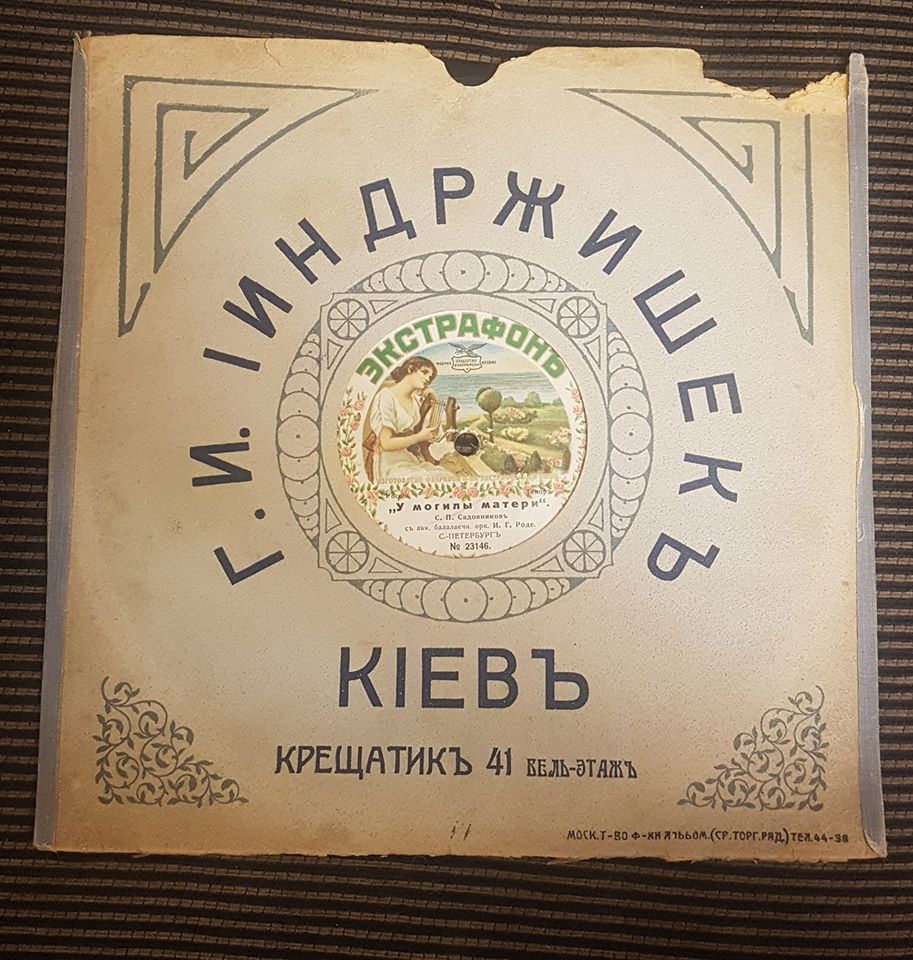 Г. И. ІИНДРЖИШЕКЪ
ЭКСТРАФОНЪ
ОБЩЕСТВО
„У могилы матери“.
С. П. Садовниковъ
съ акк. балалаечн. орк. И. Г. Роде.
С.-ПЕТЕРБУРГЪ
№ 23146.
КІЕВЪ
КРЕЩАТИКЪ 41 БЕЛЬ-ЭТАЖЪ
МОСК. Т-ВО Ф-КИ АЛЬБОМ. (СР. ТОРГ. РЯД.) ТЕЛ. 44-38